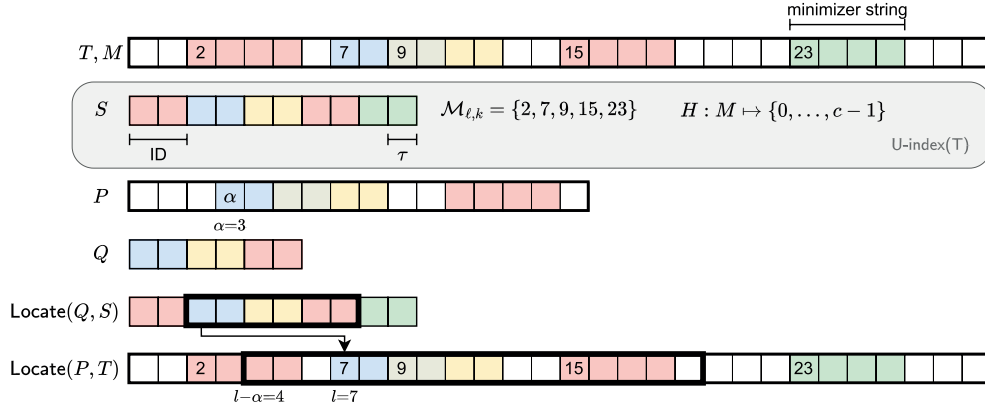 minimizer string
T, M 2 7 9 15 23
S ℳℓ,k = {2, 7, 9, 15, 23} H : M ↦ {0, …, c − 1}
ID τ U-index(T)
P α
α=3
Q
Locate(Q, S)
Locate(P, T) 2 7 9 15 23
l−α=4 l=7